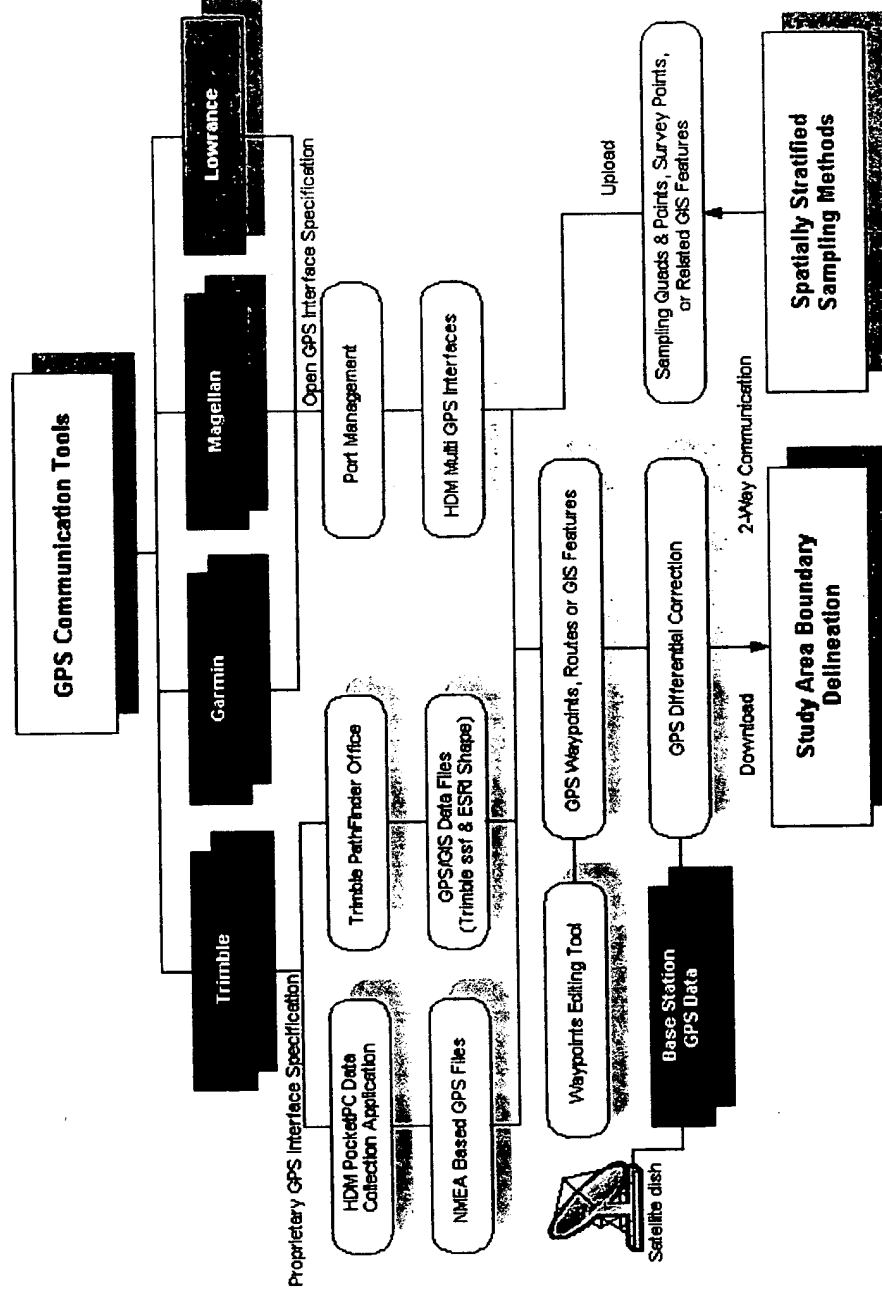 GPS Communication Tools
Trimble
Garmin
Magellan
Lowrance
Proprietary GPS Interface Specification
Open GPS Interface Specification
HDM PocketPC Data
Collection Application
Trimble PathFinder Office
Port Management
NMEA Based GPS Files
GPS/GIS Data Files
(Trimble ssf & ESRI Shape)
HDM Multi GPS Interfaces
Upload
Waypoints Editing Tool
GPS Waypoints, Routes or GIS Features
Sampling Quads & Points, Survey Points,
or Related GIS Features
Satellite dish
Base Station
GPS Data
GPS Differential Correction
Download
2-Way Communication
Study Area Boundary
Delineation
Spatially Stratified
Sampling Methods